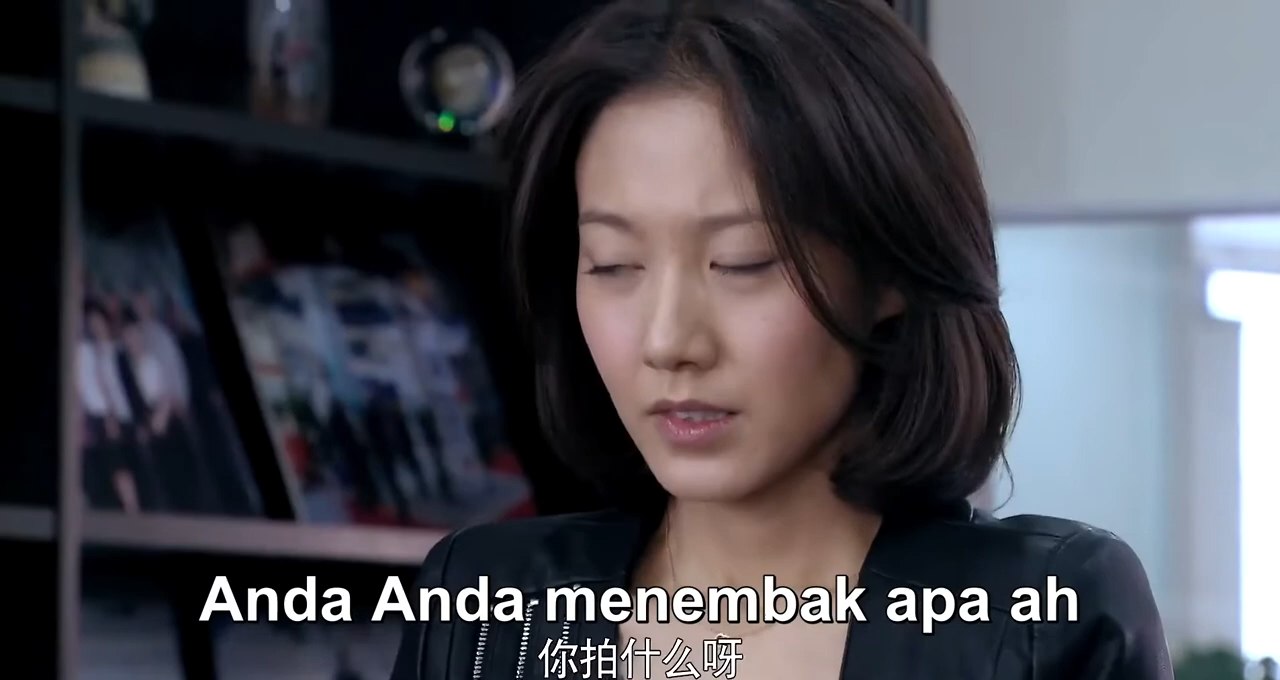 Anda Anda menembak apa ah
你拍什么呀